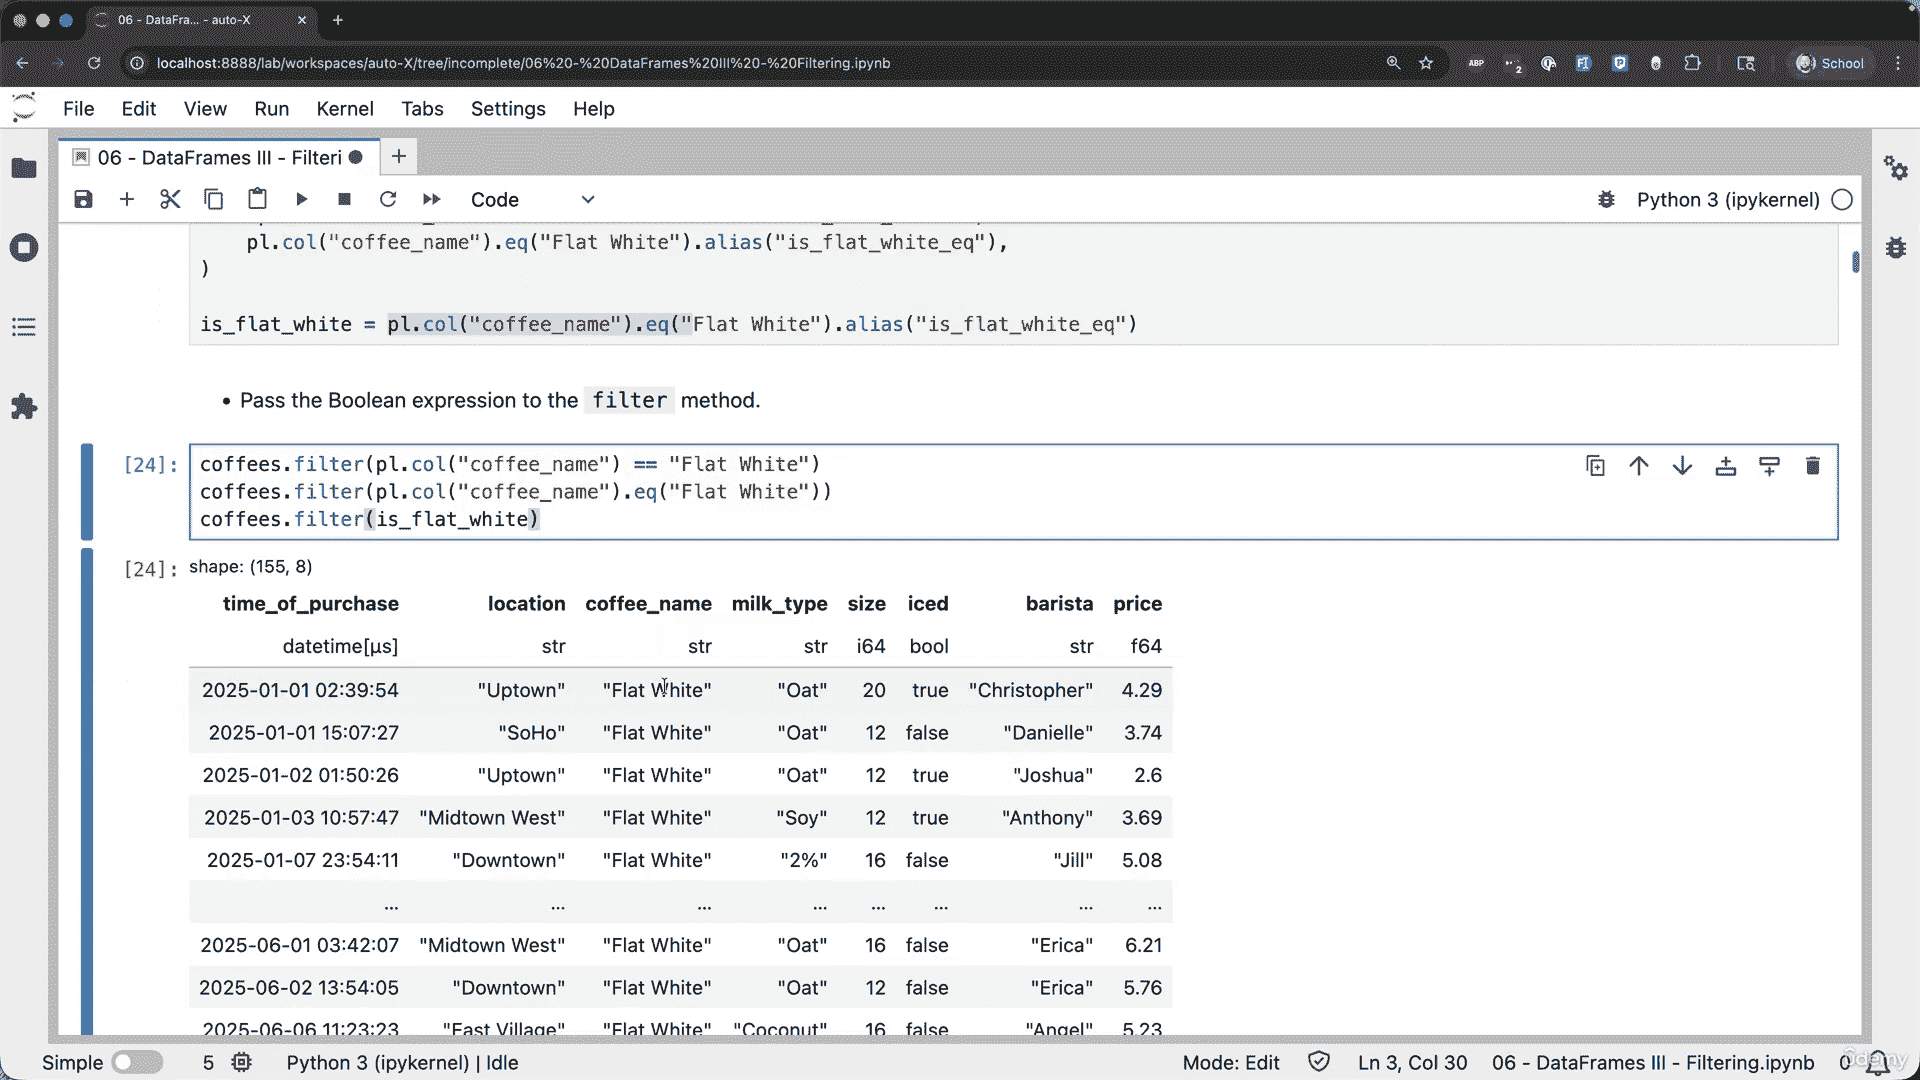 06 - DataFra... - auto-X
localhost:8888/lab/workspaces/auto-X/tree/incomplete/06%20-%20DataFrames%20III%20-%20Filtering.ipynb
ABP
2
School
File Edit View Run Kernel Tabs Settings Help
06 - DataFrames III - Filteri
Code
Python 3 (ipykernel)
pl.col("coffee_name").eq("Flat White").alias("is_flat_white_eq"),
)
is_flat_white = pl.col("coffee_name").eq("Flat White").alias("is_flat_white_eq")
• Pass the Boolean expression to the filter method.
[24]: coffees.filter(pl.col("coffee_name") == "Flat White")
coffees.filter(pl.col("coffee_name").eq("Flat White"))
coffees.filter(is_flat_white)
[24]: shape: (155, 8)
time_of_purchase location coffee_name milk_type size iced barista price
datetime[μs] str str str i64 bool str f64
2025-01-01 02:39:54 "Uptown" "Flat White" "Oat" 20 true "Christopher" 4.29
2025-01-01 15:07:27 "SoHo" "Flat White" "Oat" 12 false "Danielle" 3.74
2025-01-02 01:50:26 "Uptown" "Flat White" "Oat" 12 true "Joshua" 2.6
2025-01-03 10:57:47 "Midtown West" "Flat White" "Soy" 12 true "Anthony" 3.69
2025-01-07 23:54:11 "Downtown" "Flat White" "2%" 16 false "Jill" 5.08
... ... ... ... ... ... ... ...
2025-06-01 03:42:07 "Midtown West" "Flat White" "Oat" 16 false "Erica" 6.21
2025-06-02 13:54:05 "Downtown" "Flat White" "Oat" 12 false "Erica" 5.76
2025-06-06 11:23:23 "East Village" "Flat White" "Coconut" 16 false "Angel" 5.23
Simple 5 Python 3 (ipykernel) | Idle Mode: Edit Ln 3, Col 30 06 - DataFrames III - Filtering.ipynb 0
udemy